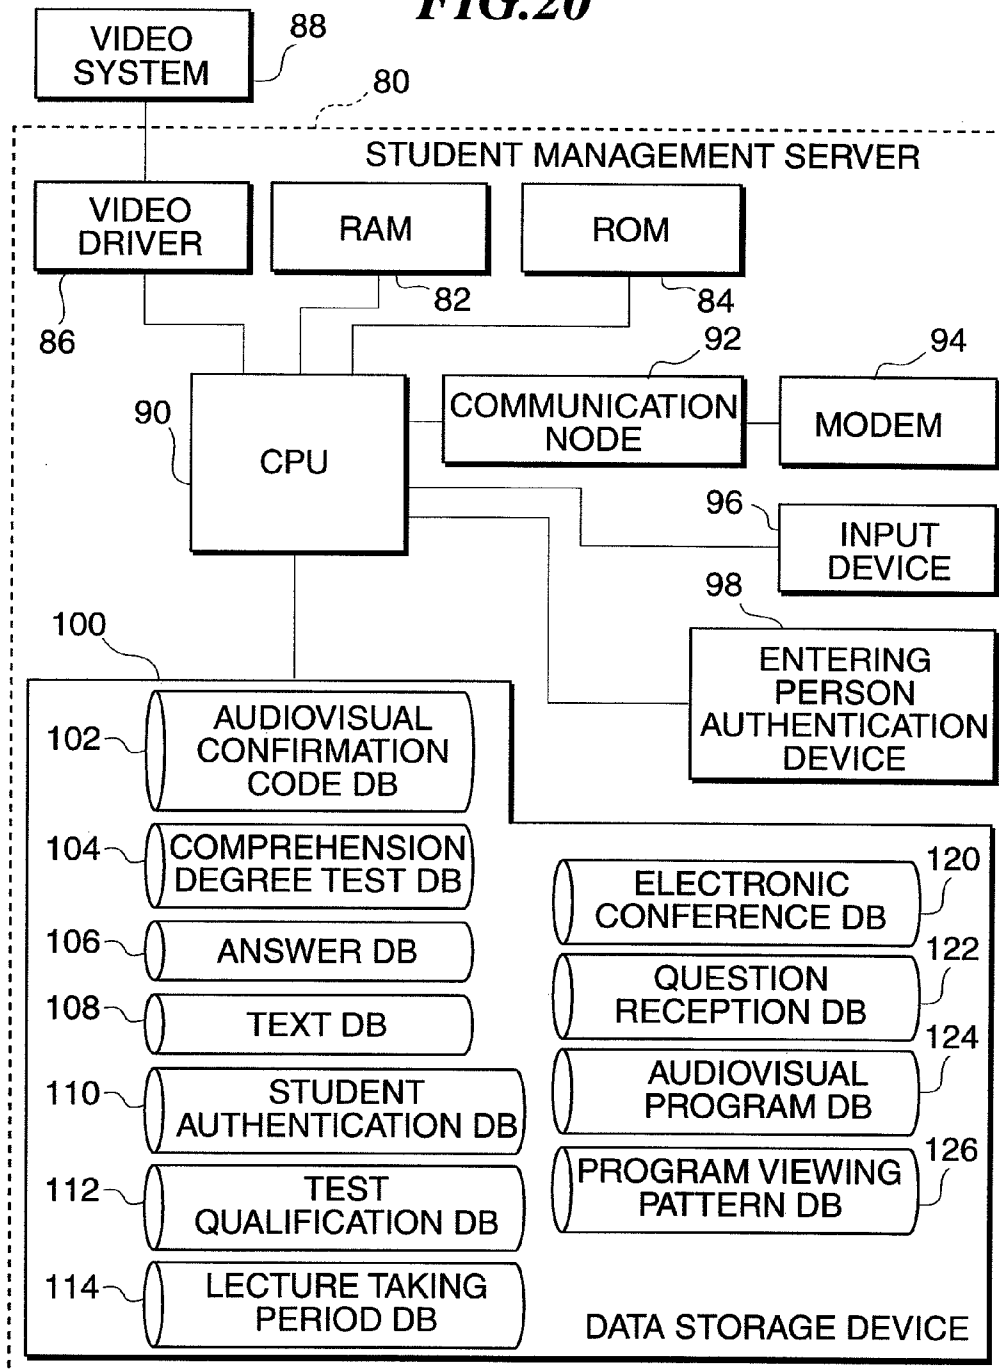 FIG.20
VIDEO
SYSTEM
88
80
STUDENT MANAGEMENT SERVER
VIDEO
DRIVER
RAM
ROM
86
82
84
92
94
90
CPU
COMMUNICATION
NODE
MODEM
96
INPUT
DEVICE
98
ENTERING
PERSON
AUTHENTICATION
DEVICE
100
102
AUDIOVISUAL
CONFIRMATION
CODE DB
104
COMPREHENSION
DEGREE TEST DB
106
ANSWER DB
108
TEXT DB
110
STUDENT
AUTHENTICATION DB
112
TEST
QUALIFICATION DB
114
LECTURE TAKING
PERIOD DB
120
ELECTRONIC
CONFERENCE DB
122
QUESTION
RECEPTION DB
124
AUDIOVISUAL
PROGRAM DB
126
PROGRAM VIEWING
PATTERN DB
DATA STORAGE DEVICE